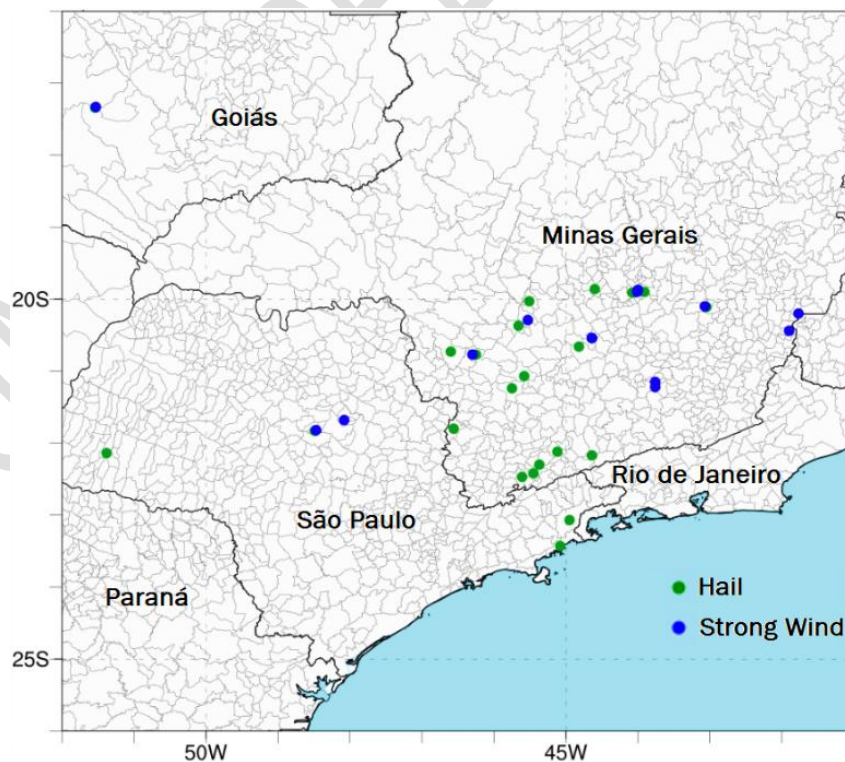 Goiás
Minas Gerais
20S
Rio de Janeiro
São Paulo
Hail
Paraná
Strong Wind
25S
50W
45W